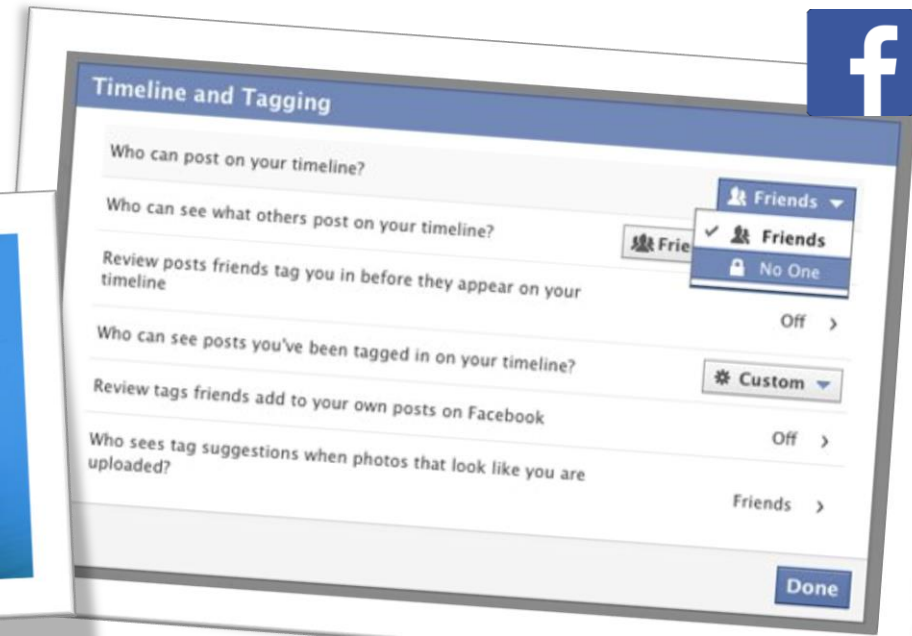 f
Timeline and Tagging
Who can post on your timeline?
Friends
Friends
No One
Who can see what others post on your timeline?
Review posts friends tag you in before they appear on your
timeline
Off >
Who can see posts you've been tagged in on your timeline?
Custom
Review tags friends add to your own posts on Facebook
Off >
Who sees tag suggestions when photos that look like you are
uploaded?
Friends >
Done